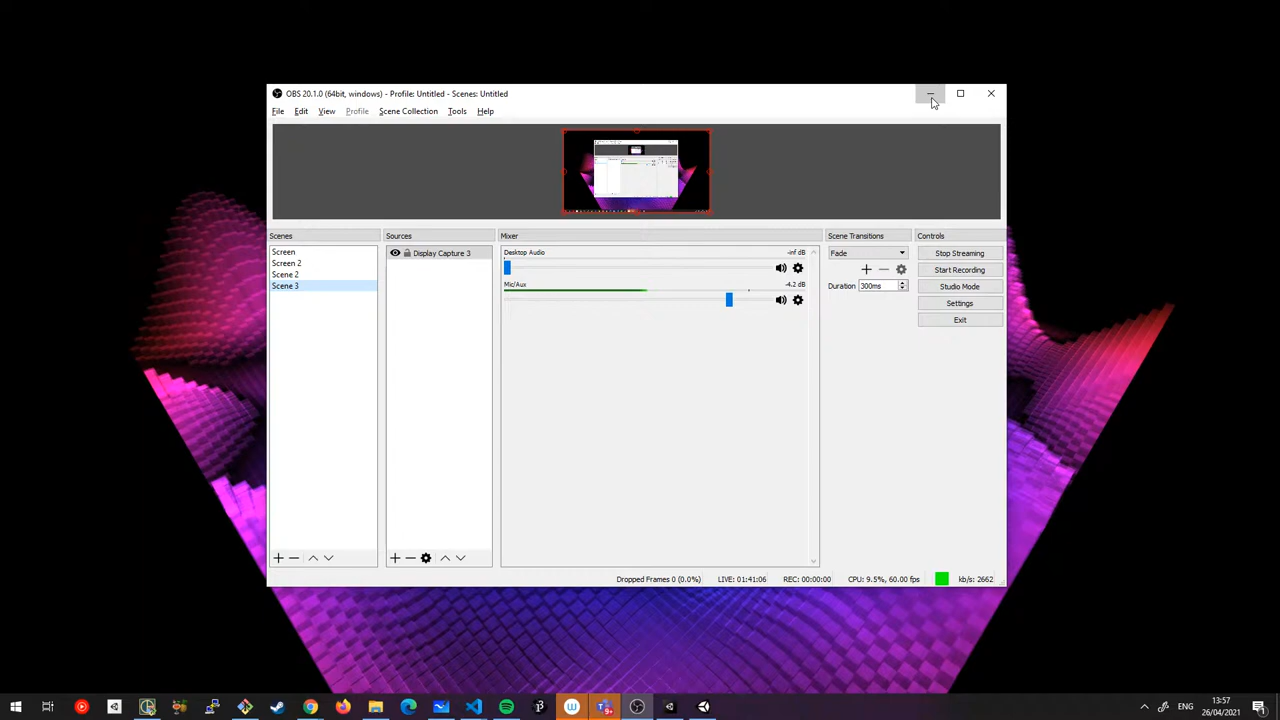 OBS 20.1.0 (64bit, windows) - Profile: Untitled - Scenes: Untitled
File Edit View Profile Scene Collection Tools Help
Scenes
Screen
Screen 2
Scene 2
Scene 3
Sources
Display Capture 3
Mixer
Desktop Audio -inf dB
Mic/Aux -4.2 dB
Scene Transitions
Fade
Duration 300ms
Controls
Stop Streaming
Start Recording
Studio Mode
Settings
Exit
Dropped Frames 0 (0.0%) LIVE: 01:41:06 REC: 00:00:00 CPU: 9.5%, 60.00 fps kb/s: 2662
9+
ENG
13:57
26/04/2021